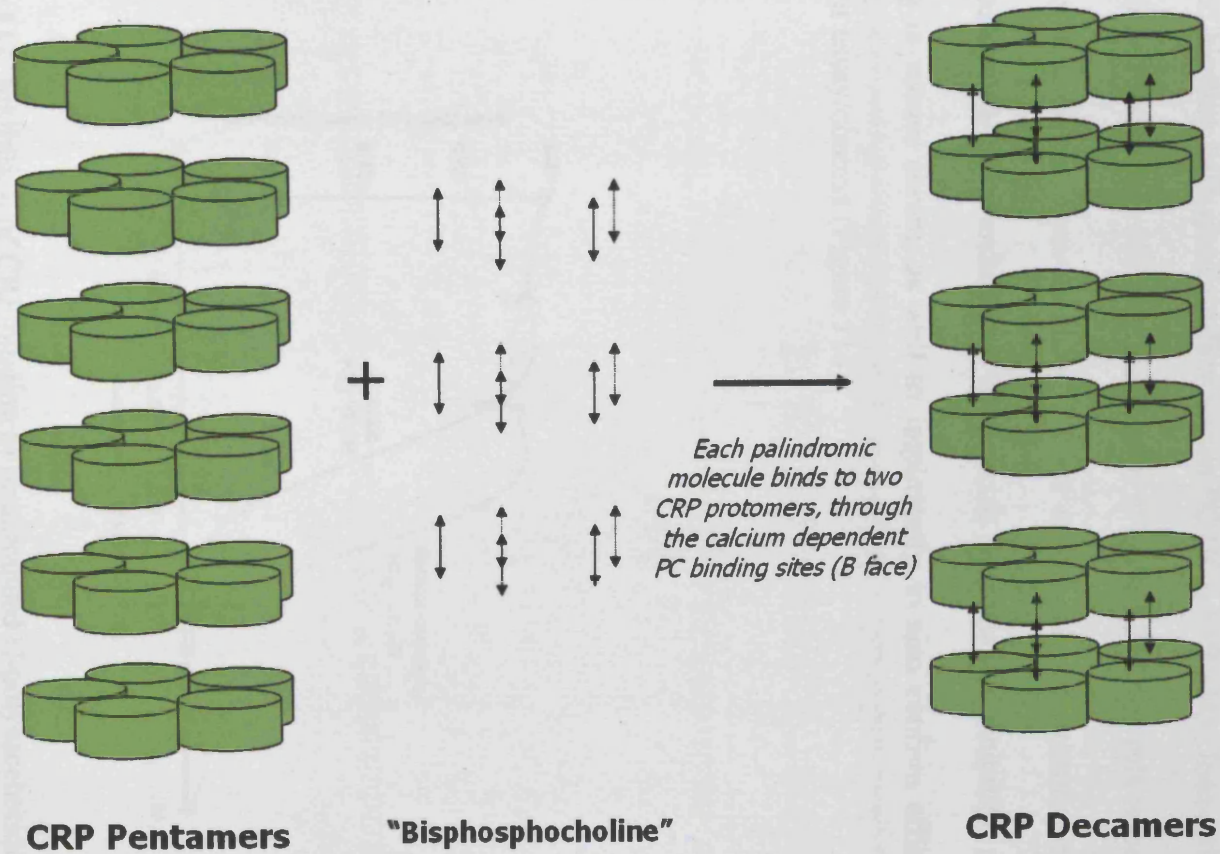 +
Each palindromic
molecule binds to two
CRP protomers, through
the calcium dependent
PC binding sites (B face)
CRP Pentamers
"Bisphosphocholine"
CRP Decamers